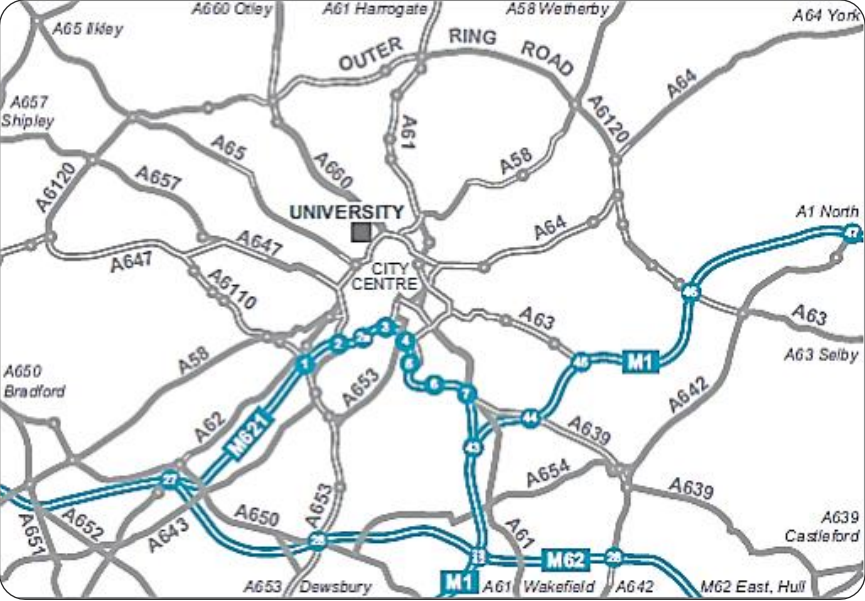 A660 Otley
A61 Harrogate
A58 Wetherby
A64 York
A65 Ilkley
OUTER RING ROAD
A657
Shipley
A64
A6120
A61
A65
A660
A58
A657
A6120
UNIVERSITY
A1 North
A64
A647
A647
CITY
CENTRE
47
A6110
46
A63
A63
A63 Selby
3
2
4
A58
1
45
M1
5
A650
Bradford
6
7
A653
A642
A62
44
M621
A639
43
A654
27
A639
A653
A650
A639
Castleford
A651
A652
A643
A61
28
M62
M1
A653 Dewsbury
A61 Wakefield
A642
M62 East, Hull